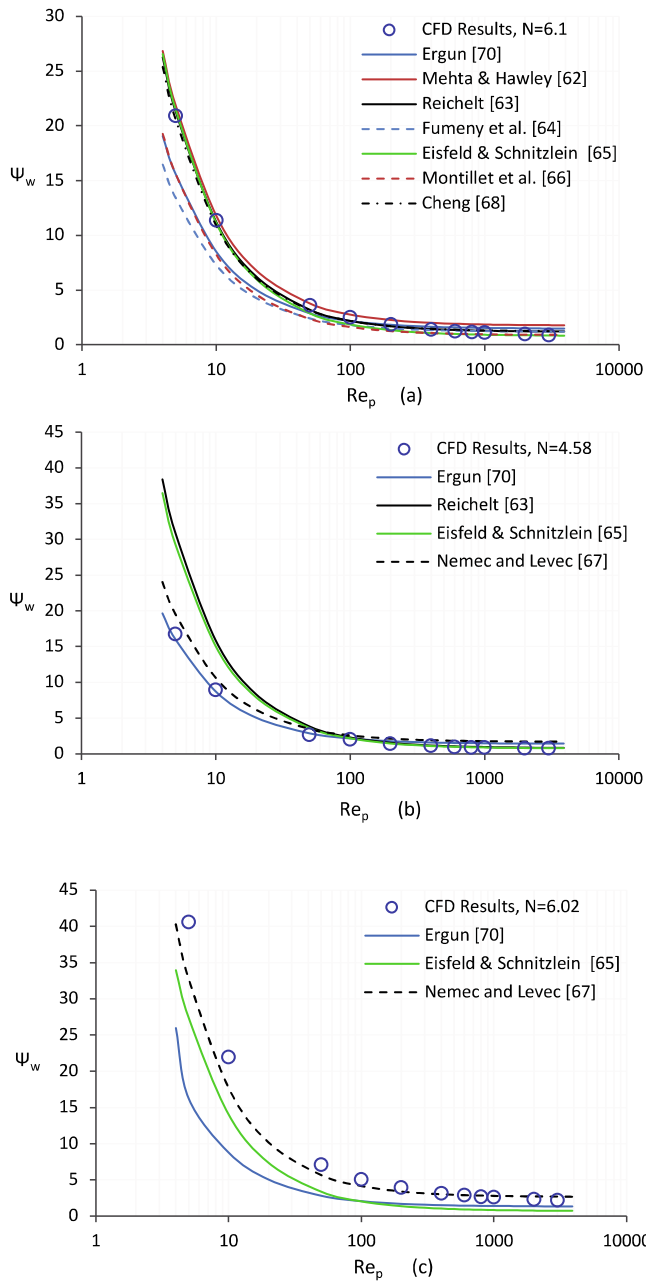 30
25
20
15
10
5
0
Ψw
CFD Results, N=6.1
Ergun [70]
Mehta & Hawley [62]
Reichelt [63]
Fumeny et al. [64]
Eisfeld & Schnitzlein [65]
Montillet et al. [66]
Cheng [68]
1 10 100 1000 10000
Rep (a)
45
40
35
30
25
20
15
10
5
0
Ψw
CFD Results, N=4.58
Ergun [70]
Reichelt [63]
Eisfeld & Schnitzlein [65]
Nemec and Levec [67]
1 10 100 1000 10000
Rep (b)
45
40
35
30
25
20
15
10
5
0
Ψw
CFD Results, N=6.02
Ergun [70]
Eisfeld & Schnitzlein [65]
Nemec and Levec [67]
1 10 100 1000 10000
Rep (c)